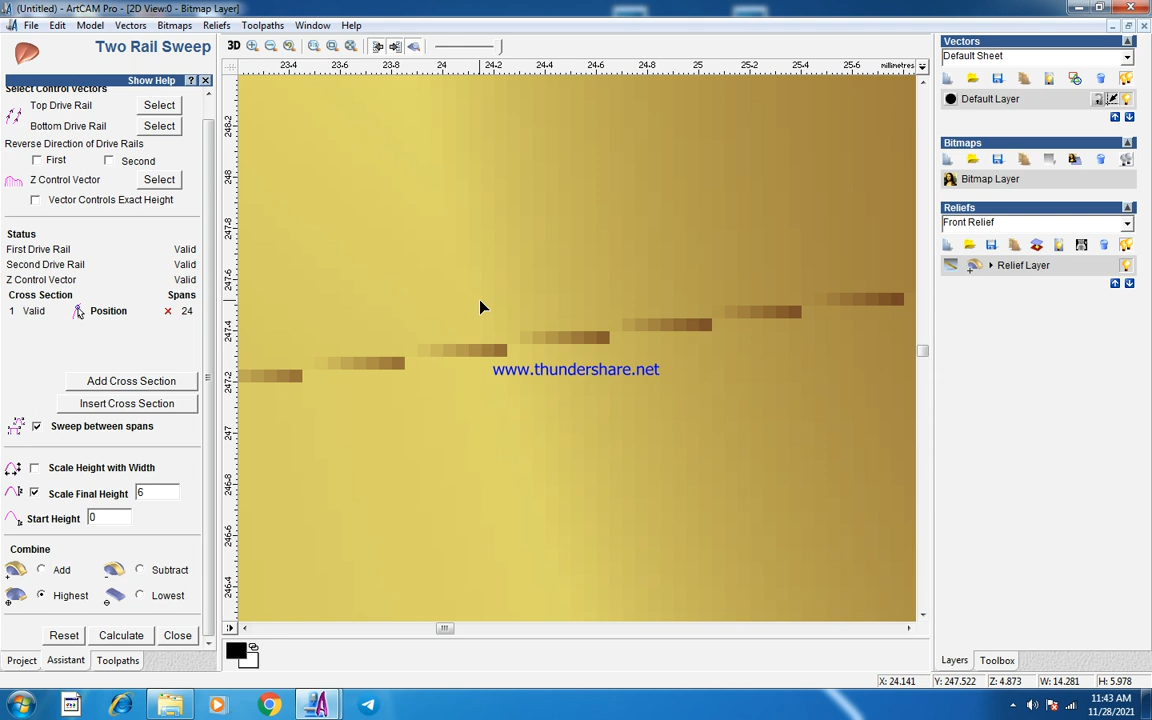 (Untitled) - ArtCAM Pro - [2D View:0 - Bitmap Layer]
File Edit Model Vectors Bitmaps Reliefs Toolpaths Window Help
Two Rail Sweep
Show Help ?
Select Control Vectors
Top Drive Rail Select
Bottom Drive Rail Select
Reverse Direction of Drive Rails
First Second
Z Control Vector Select
Vector Controls Exact Height
Status
First Drive Rail Valid
Second Drive Rail Valid
Z Control Vector Valid
Cross Section Spans
1 Valid Position 24
Add Cross Section
Insert Cross Section
Sweep between spans
Scale Height with Width
Scale Final Height 6
Start Height 0
Combine
Add Subtract
Highest Lowest
Reset Calculate Close
Project Assistant Toolpaths
3D
23.4 23.6 23.8 24 24.2 24.4 24.6 24.8 25 25.2 25.4 25.6 millimetres
248.2
248
247.8
247.6
247.4
247.2
247
246.8
246.6
246.4
www.thundershare.net
Vectors
Default Sheet
Default Layer
Bitmaps
Bitmap Layer
Reliefs
Front Relief
Relief Layer
Layers Toolbox
X: 24.141 Y: 247.522 Z: 4.873 W: 14.281 H: 5.978
11:43 AM
11/28/2021